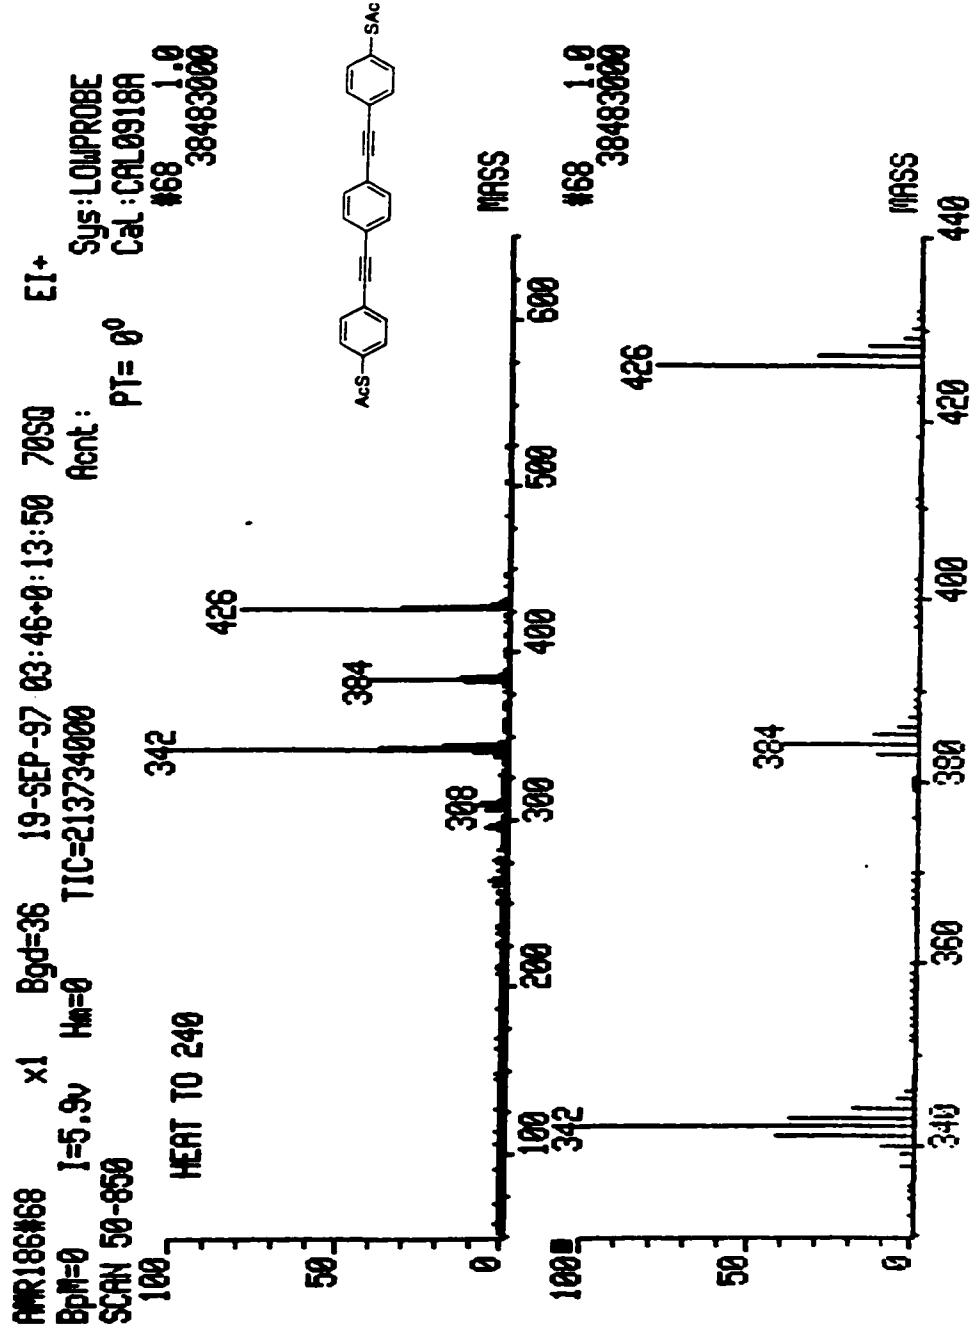 AMR186#68 x1 Bgd=36 19-SEP-97 03:46+0:13:50 70SQ EI+
BpM=0 I=5.9v Hm=0 TIC=213734000 Acnt: Sys:LOWPROBE
SCAN 50-850 PT= 0º Cal:CAL0918A
#68 1.0
38483000
100
HEAT TO 240
342
426
384
308
AcS
SAc
50
0
100 200 300 400 500 600
MASS
#68 1.0
38483000
100
342
426
384
50
0
340 360 380 400 420 440
MASS